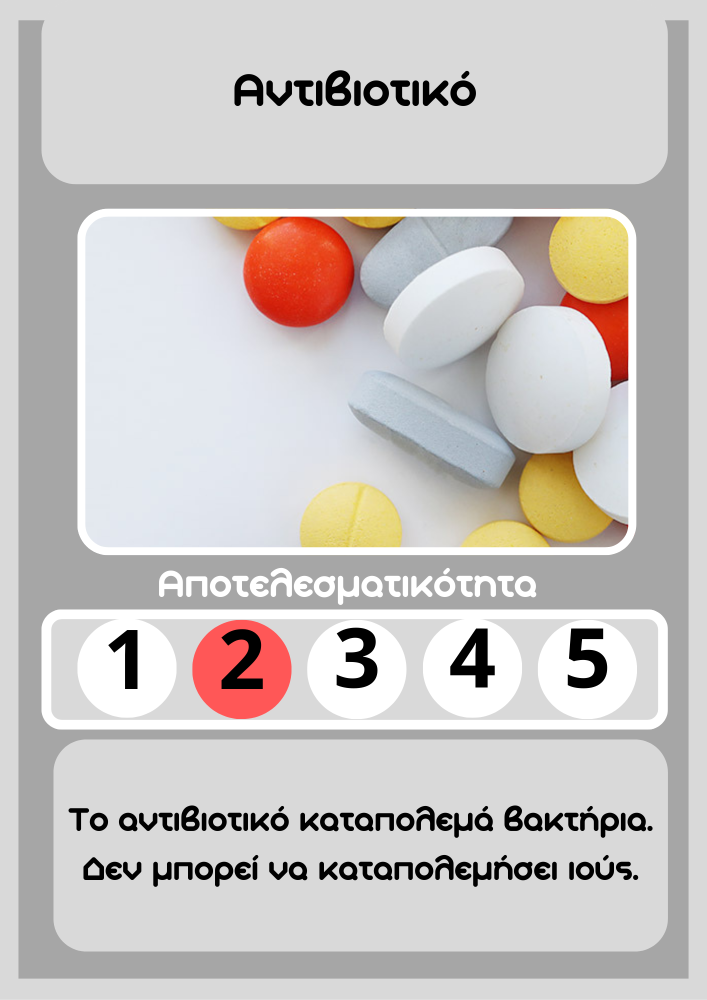 Αντιβιοτικό
Αποτελεσματικότητα
1 2 3 4 5
Το αντιβιοτικό καταπολεμά βακτήρια.
Δεν μπορεί να καταπολεμήσει ιούς.